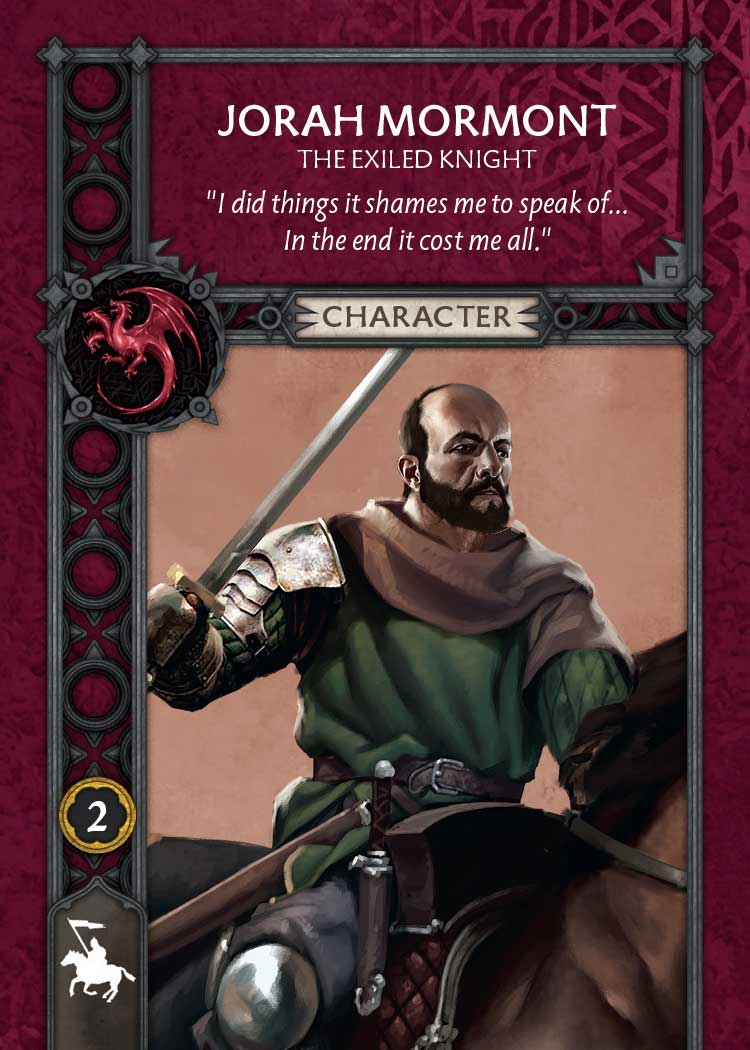 JORAH MORMONT
THE EXILED KNIGHT
"I did things it shames me to speak of...
In the end it cost me all."
CHARACTER
2